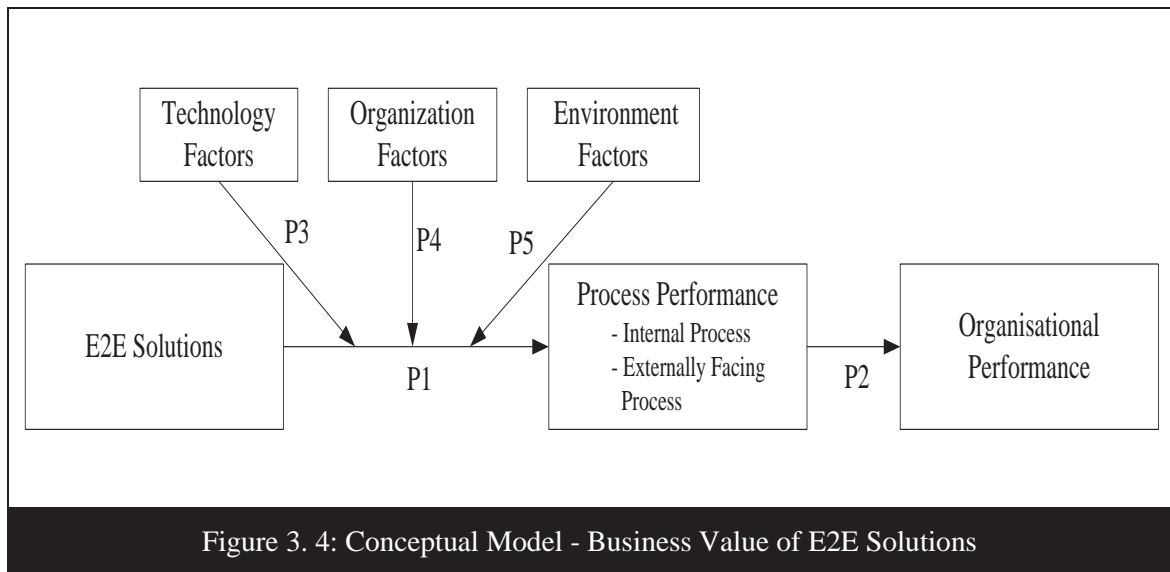 Technology
Factors
Organization
Factors
Environment
Factors
P3
P4
P5
E2E Solutions
P1
Process Performance
- Internal Process
- Externally Facing
Process
P2
Organisational
Performance
Figure 3. 4: Conceptual Model - Business Value of E2E Solutions